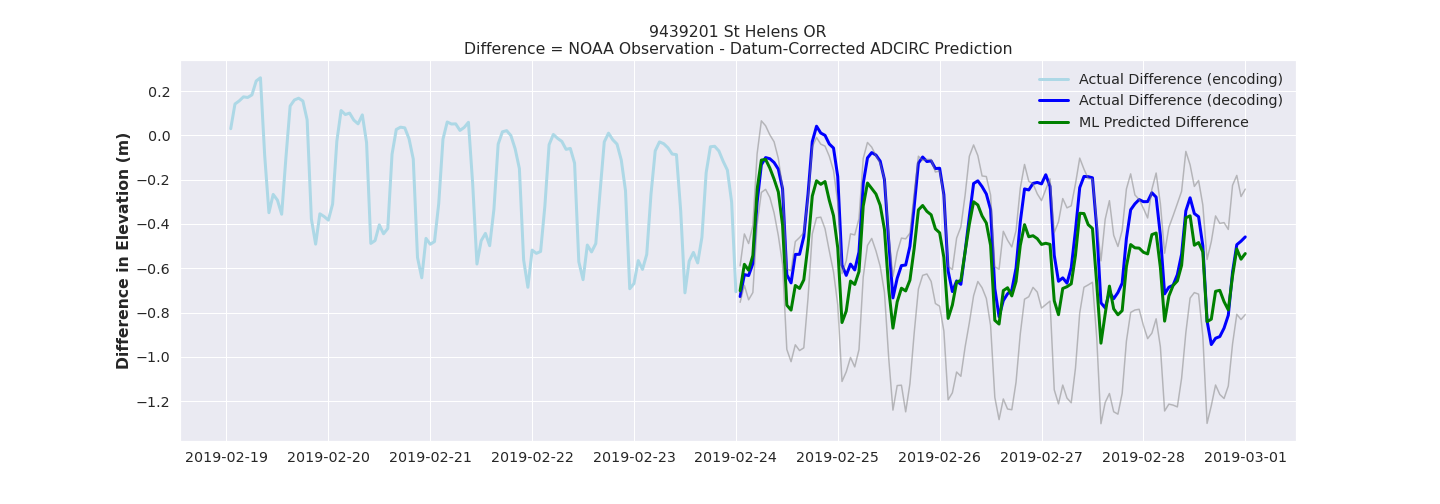 9439201 St Helens OR
Difference = NOAA Observation - Datum-Corrected ADCIRC Prediction
Actual Difference (encoding)
Actual Difference (decoding)
ML Predicted Difference
Difference in Elevation (m)
0.2
0.0
−0.2
−0.4
−0.6
−0.8
−1.0
−1.2
2019-02-19 2019-02-20 2019-02-21 2019-02-22 2019-02-23 2019-02-24 2019-02-25 2019-02-26 2019-02-27 2019-02-28 2019-03-01